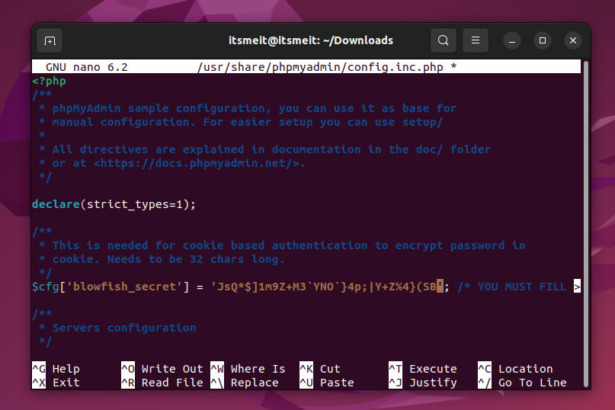 itsmeit@itsmeit: ~/Downloads
GNU nano 6.2 /usr/share/phpmyadmin/config.inc.php *
<?php
/**
 * phpMyAdmin sample configuration, you can use it as base for
 * manual configuration. For easier setup you can use setup/
 *
 * All directives are explained in documentation in the doc/ folder
 * or at <https://docs.phpmyadmin.net/>.
 */
declare(strict_types=1);
/**
 * This is needed for cookie based authentication to encrypt password in
 * cookie. Needs to be 32 chars long.
 */
$cfg['blowfish_secret'] = 'JsQ*$]1m9Z+M3`YNO`}4p;|Y+Z%4}(SB'; /* YOU MUST FILL >
/**
 * Servers configuration
 */
^G Help ^O Write Out ^W Where Is ^K Cut ^T Execute ^C Location
^X Exit ^R Read File ^\ Replace ^U Paste ^J Justify ^/ Go To Line